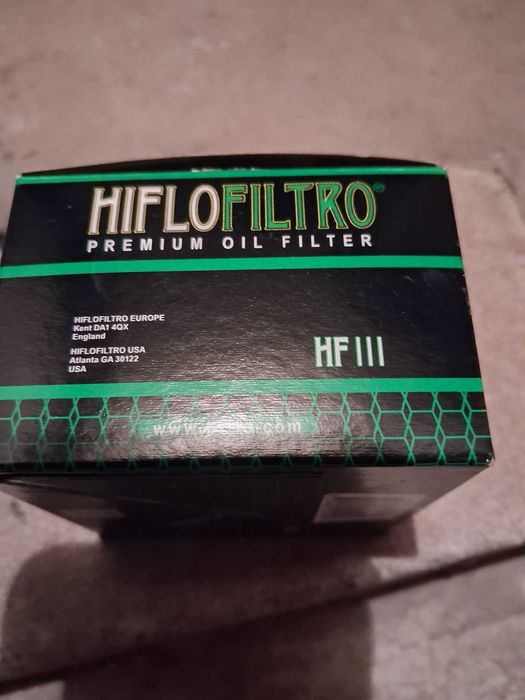 HIFLOFILTRO®
PREMIUM OIL FILTER
HIFLOFILTRO EUROPE
Kent DA1 4QX
England
HIFLOFILTRO USA
Atlanta GA 30122
USA
HF111